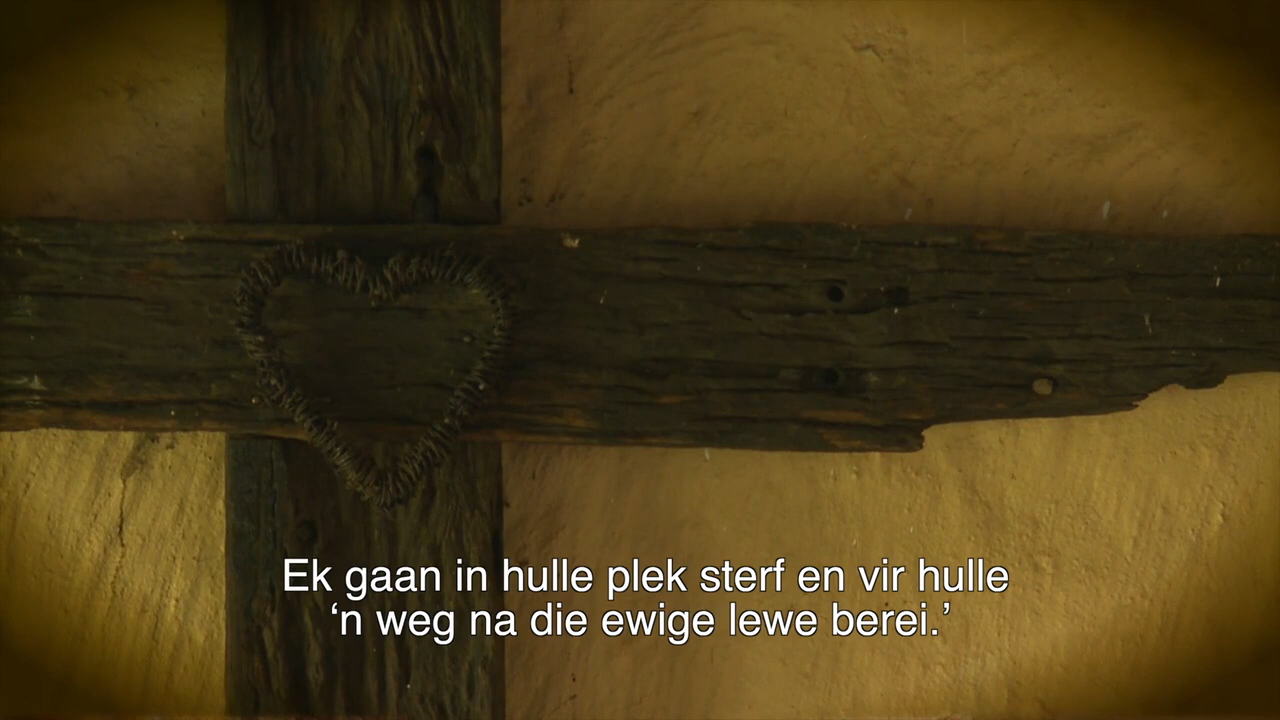 Ek gaan in hulle plek sterf en vir hulle
‘n weg na die ewige lewe berei.’